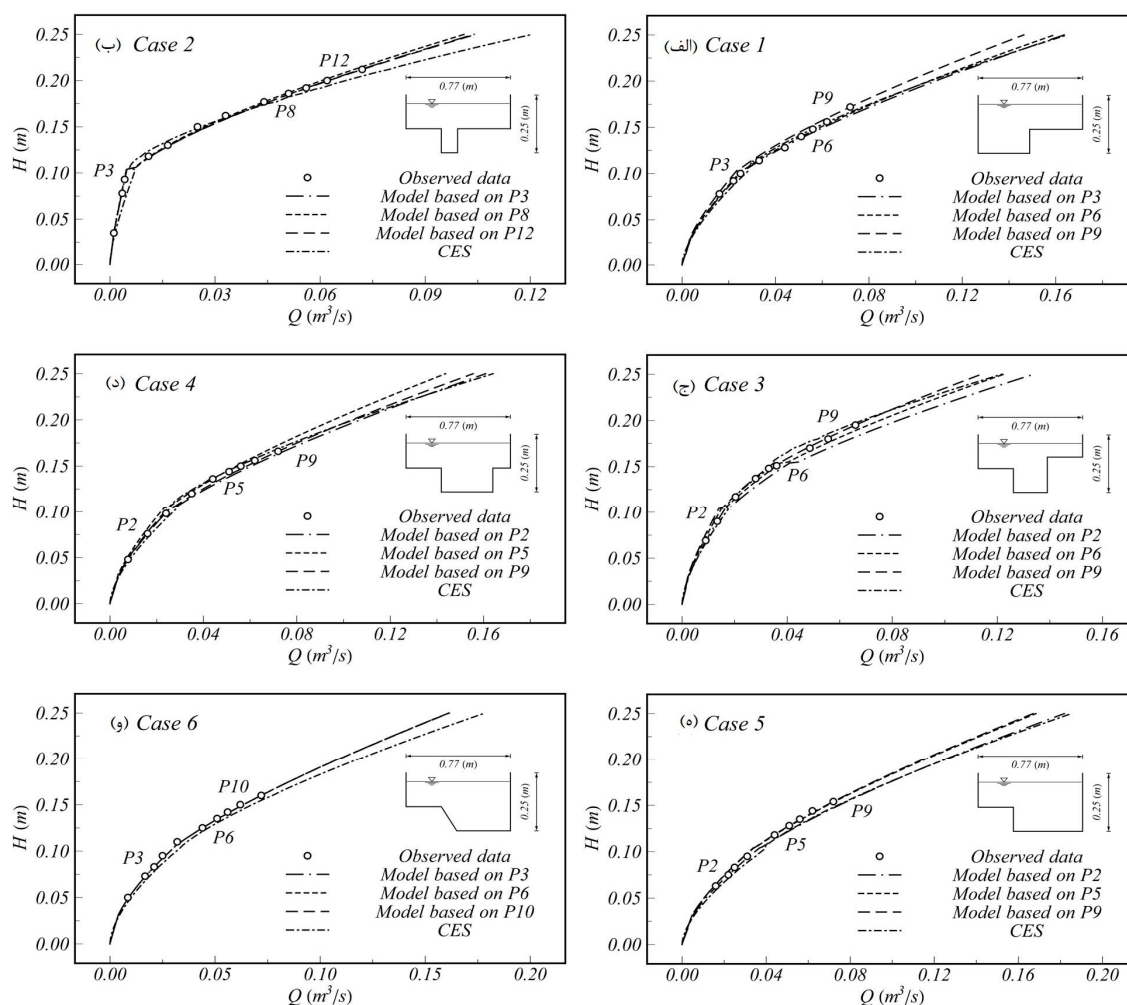 (ب) Case 2
H (m)
0.25
0.20
0.15
0.10
0.05
0.00
P12
P8
P3
0.77 (m)
0.25 (m)
Observed data
Model based on P3
Model based on P8
Model based on P12
CES
0.00 0.03 0.06 0.09 0.12
Q (m³/s)
(الف) Case 1
H (m)
0.25
0.20
0.15
0.10
0.05
0.00
P9
P6
P3
0.77 (m)
0.25 (m)
Observed data
Model based on P3
Model based on P6
Model based on P9
CES
0.00 0.04 0.08 0.12 0.16
Q (m³/s)
(د) Case 4
H (m)
0.25
0.20
0.15
0.10
0.05
0.00
P9
P5
P2
0.77 (m)
0.25 (m)
Observed data
Model based on P2
Model based on P5
Model based on P9
CES
0.00 0.04 0.08 0.12 0.16
Q (m³/s)
(ج) Case 3
H (m)
0.25
0.20
0.15
0.10
0.05
0.00
P9
P6
P2
0.77 (m)
0.25 (m)
Observed data
Model based on P2
Model based on P6
Model based on P9
CES
0.00 0.04 0.08 0.12 0.16
Q (m³/s)
(و) Case 6
H (m)
0.25
0.20
0.15
0.10
0.05
0.00
P10
P6
P3
0.77 (m)
0.25 (m)
Observed data
Model based on P3
Model based on P6
Model based on P10
CES
0.00 0.05 0.10 0.15 0.20
Q (m³/s)
(ه) Case 5
H (m)
0.25
0.20
0.15
0.10
0.05
0.00
P9
P5
P2
0.77 (m)
0.25 (m)
Observed data
Model based on P2
Model based on P5
Model based on P9
CES
0.00 0.04 0.08 0.12 0.16 0.20
Q (m³/s)